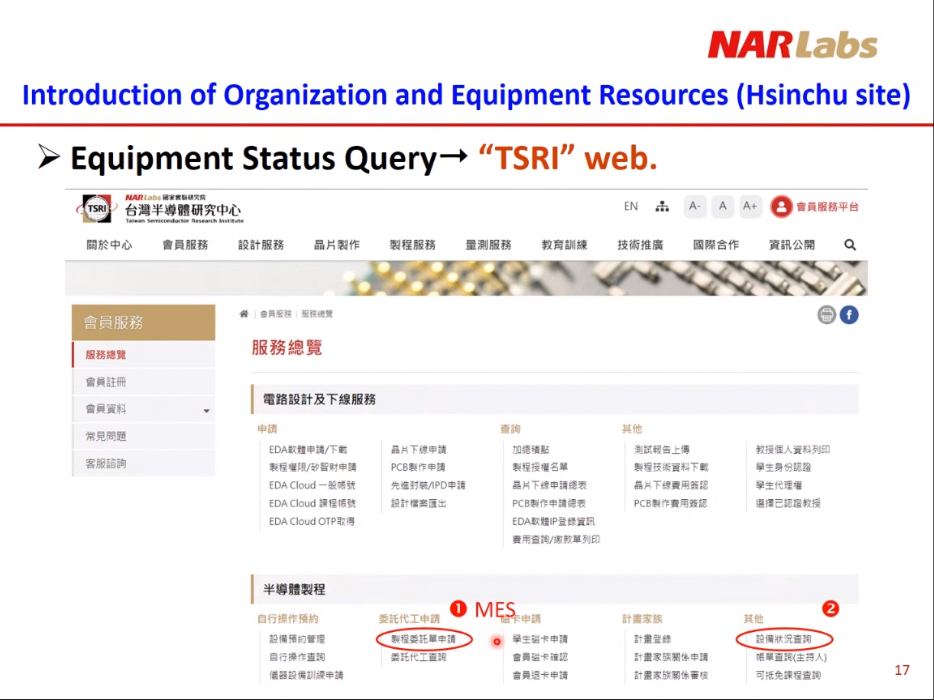 NARLabs
Introduction of Organization and Equipment Resources (Hsinchu site)
➢ Equipment Status Query→ “TSRI” web.
TSRI
NARLabs 國家實驗研究院
台灣半導體研究中心
Taiwan Semiconductor Research Institute
EN A- A A+ 會員服務平台
關於中心 會員服務 設計服務 晶片製作 製程服務 量測服務 教育訓練 技術推廣 國際合作 資訊公開
會員服務
服務總覽
會員註冊
會員資料
常見問題
客服諮詢
會員服務 | 服務總覽
服務總覽
電路設計及下線服務
申請 查詢 其他
EDA軟體申請/下載 晶片下線申請 加總積點 測試報告上傳 教授個人資料列印
製程權限/矽智財申請 PCB製作申請 製程授權名單 製程技術資料下載 學生身份認證
EDA Cloud 一般帳號 先進封裝/IPD申請 晶片下線申請總表 晶片下線費用簽認 學生代理權
EDA Cloud 課程帳號 設計檔案匯出 PCB製作申請總表 PCB製作費用簽認 選擇已認證教授
EDA Cloud OTP取得 EDA軟體IP登錄資訊
費用查詢/繳款單列印
半導體製程
❶ MES ❷
自行操作預約 委託代工申請 磁卡申請 計畫家族 其他
設備預約管理 製程委託單申請 學生磁卡申請 計畫登錄 設備狀況查詢
自行操作查詢 委託代工查詢 會員磁卡確認 計畫家族關係申請 帳單查詢(主持人)
儀器設備訓練申請 會員退卡申請 計畫家族關係審核 可抵免課程查詢
17